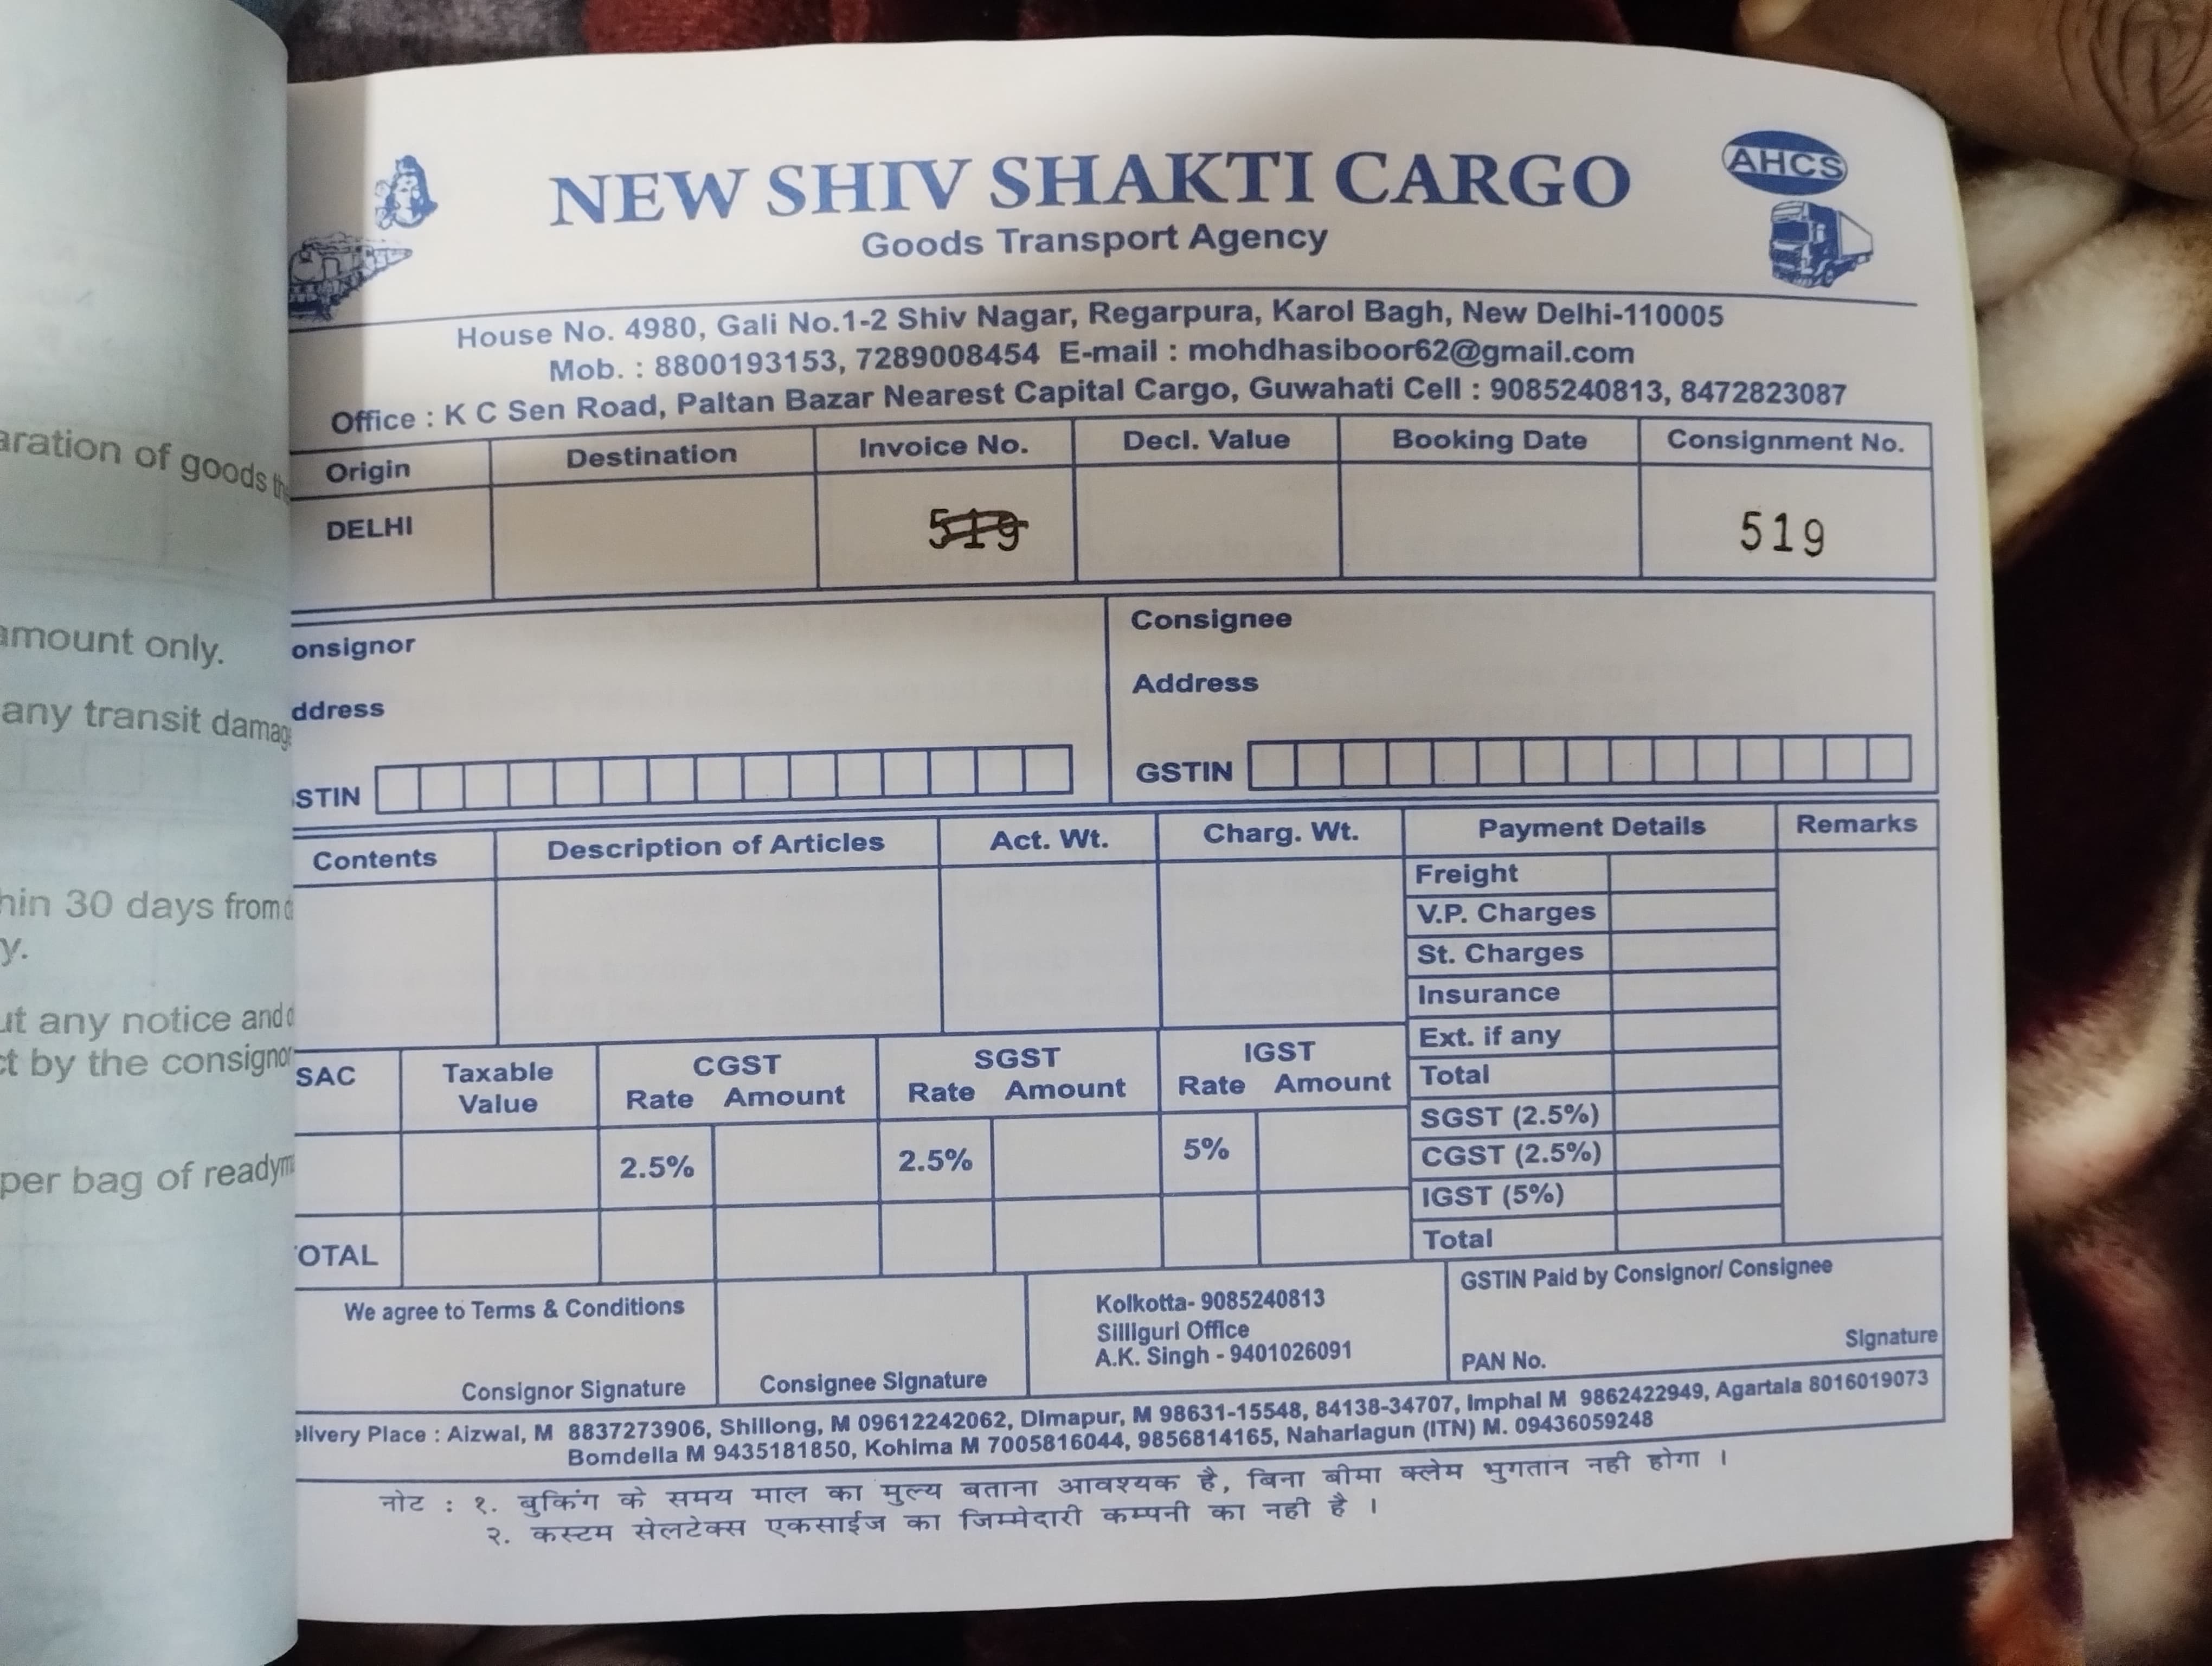 AHCS
NEW SHIV SHAKTI CARGO
Goods Transport Agency
House No. 4980, Gali No.1-2 Shiv Nagar, Regarpura, Karol Bagh, New Delhi-110005
Mob. : 8800193153, 7289008454 E-mail : mohdhasiboor62@gmail.com
Office : K C Sen Road, Paltan Bazar Nearest Capital Cargo, Guwahati Cell : 9085240813, 8472823087
Origin Destination Invoice No. Decl. Value Booking Date Consignment No.
DELHI 519 519
onsignor Consignee
ddress Address
STIN GSTIN
Contents Description of Articles Act. Wt. Charg. Wt. Payment Details Remarks
Freight
V.P. Charges
St. Charges
Insurance
Ext. if any
Total
SGST (2.5%)
CGST (2.5%)
IGST (5%)
Total
SAC Taxable Value CGST SGST IGST
Rate Amount Rate Amount Rate Amount
2.5% 2.5% 5%
OTAL
We agree to Terms & Conditions
Consignor Signature
Consignee Signature
Kolkotta- 9085240813
Silliguri Office
A.K. Singh - 9401026091
GSTIN Paid by Consignor/ Consignee
Signature
PAN No.
elivery Place : Aizwal, M 8837273906, Shillong, M 09612242062, Dimapur, M 98631-15548, 84138-34707, Imphal M 9862422949, Agartala 8016019073
Bomdella M 9435181850, Kohima M 7005816044, 9856814165, Naharlagun (ITN) M. 09436059248
नोट : १. बुकिंग के समय माल का मुल्य बताना आवश्यक है, बिना बीमा क्लेम भुगतान नही होगा ।
२. कस्टम सेलटेक्स एकसाईज का जिम्मेदारी कम्पनी का नही है ।
aration of goods
amount only.
any transit damag
hin 30 days from
y.
ut any notice and
ct by the consignor
per bag of readym